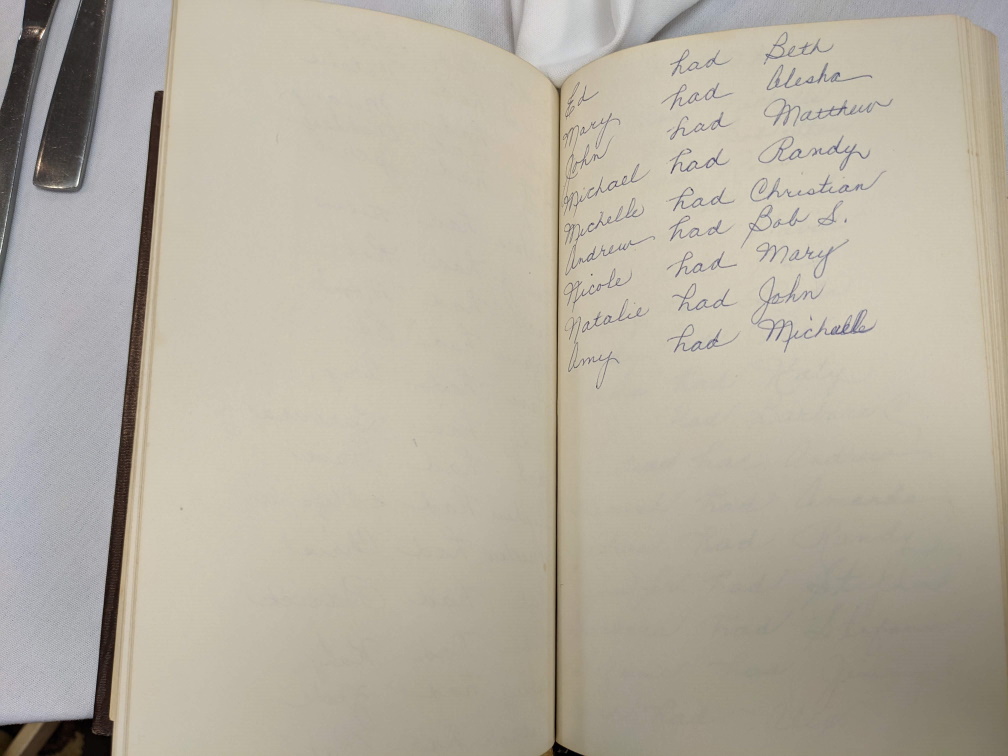 Ed had Beth
Mary had Alesha
John had Matthew
Michael had Randy
Michelle had Christian
Andrew had Bob S.
Nicole had Mary
Natalie had John
Amy had Michelle